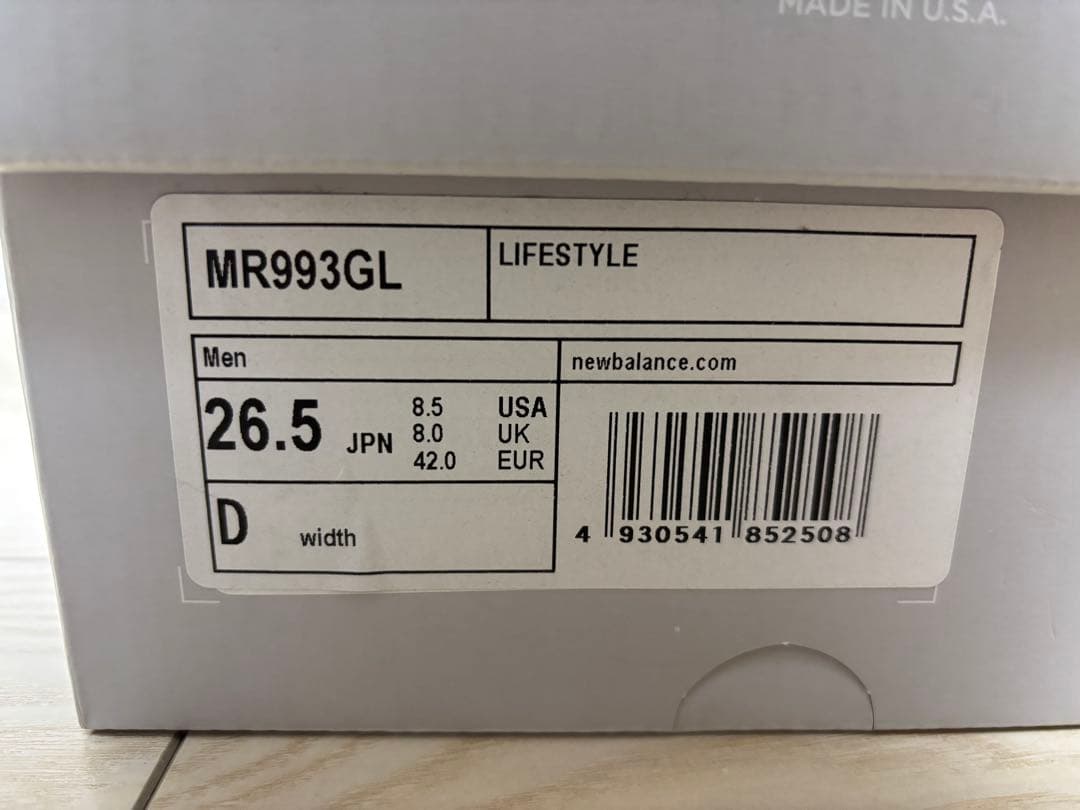 MADE IN U.S.A.
MR993GL
LIFESTYLE
Men
newbalance.com
26.5 JPN
8.5 USA
8.0 UK
42.0 EUR
D width
4 930541 852508